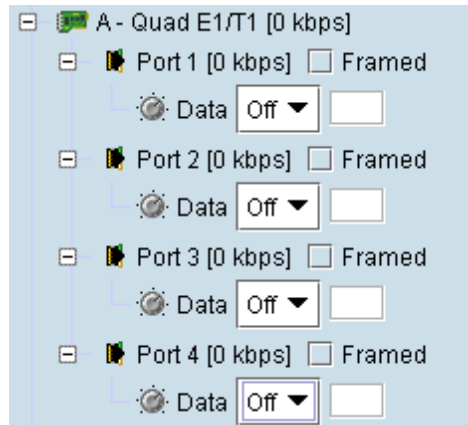 A - Quad E1/T1 [0 kbps]
Port 1 [0 kbps] Framed
Data Off
Port 2 [0 kbps] Framed
Data Off
Port 3 [0 kbps] Framed
Data Off
Port 4 [0 kbps] Framed
Data Off